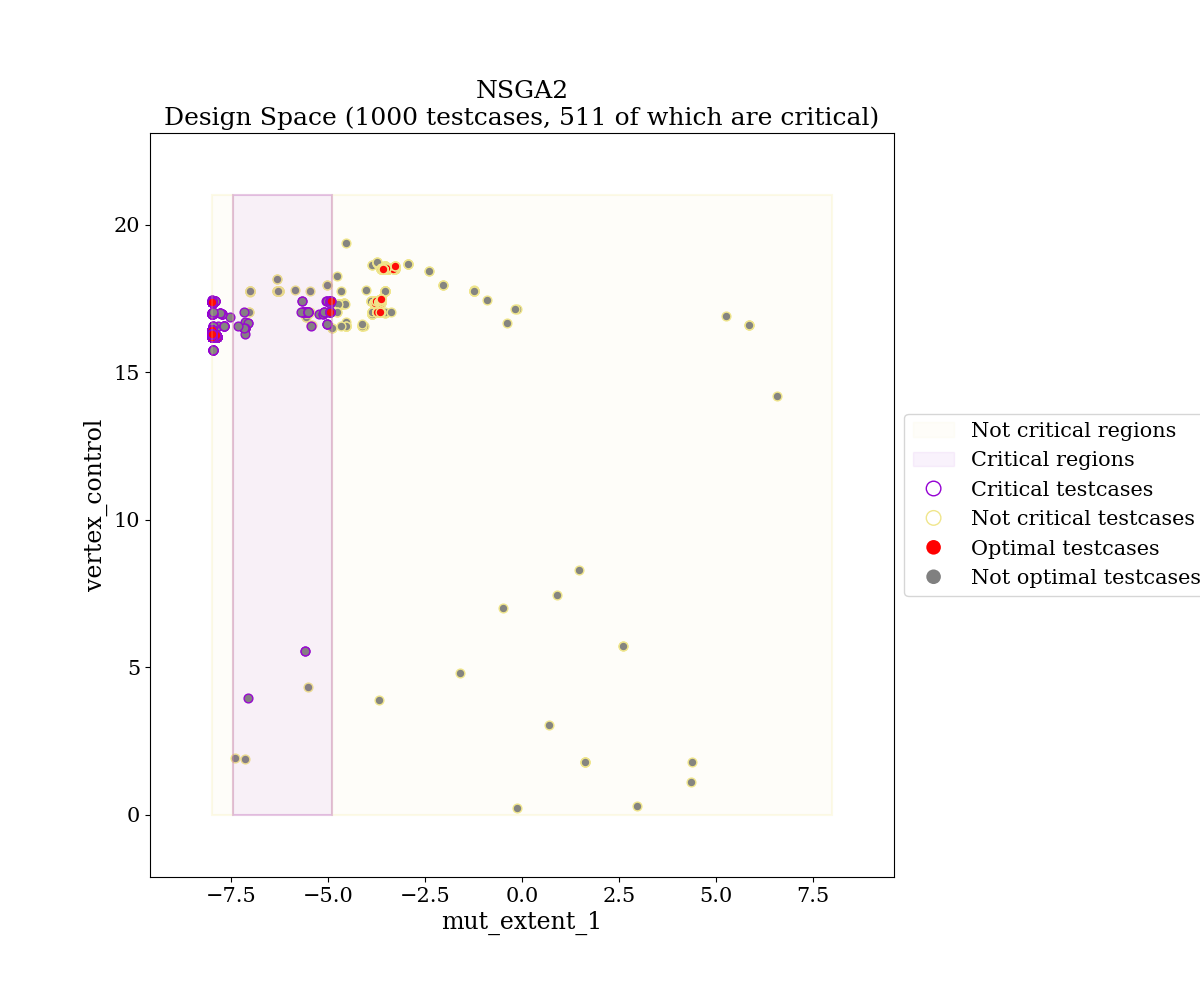 NSGA2
Design Space (1000 testcases, 511 of which are critical)
20
15
10
5
0
vertex_control
−7.5
−5.0
−2.5
0.0
2.5
5.0
7.5
mut_extent_1
Not critical regions
Critical regions
Critical testcases
Not critical testcases
Optimal testcases
Not optimal testcases